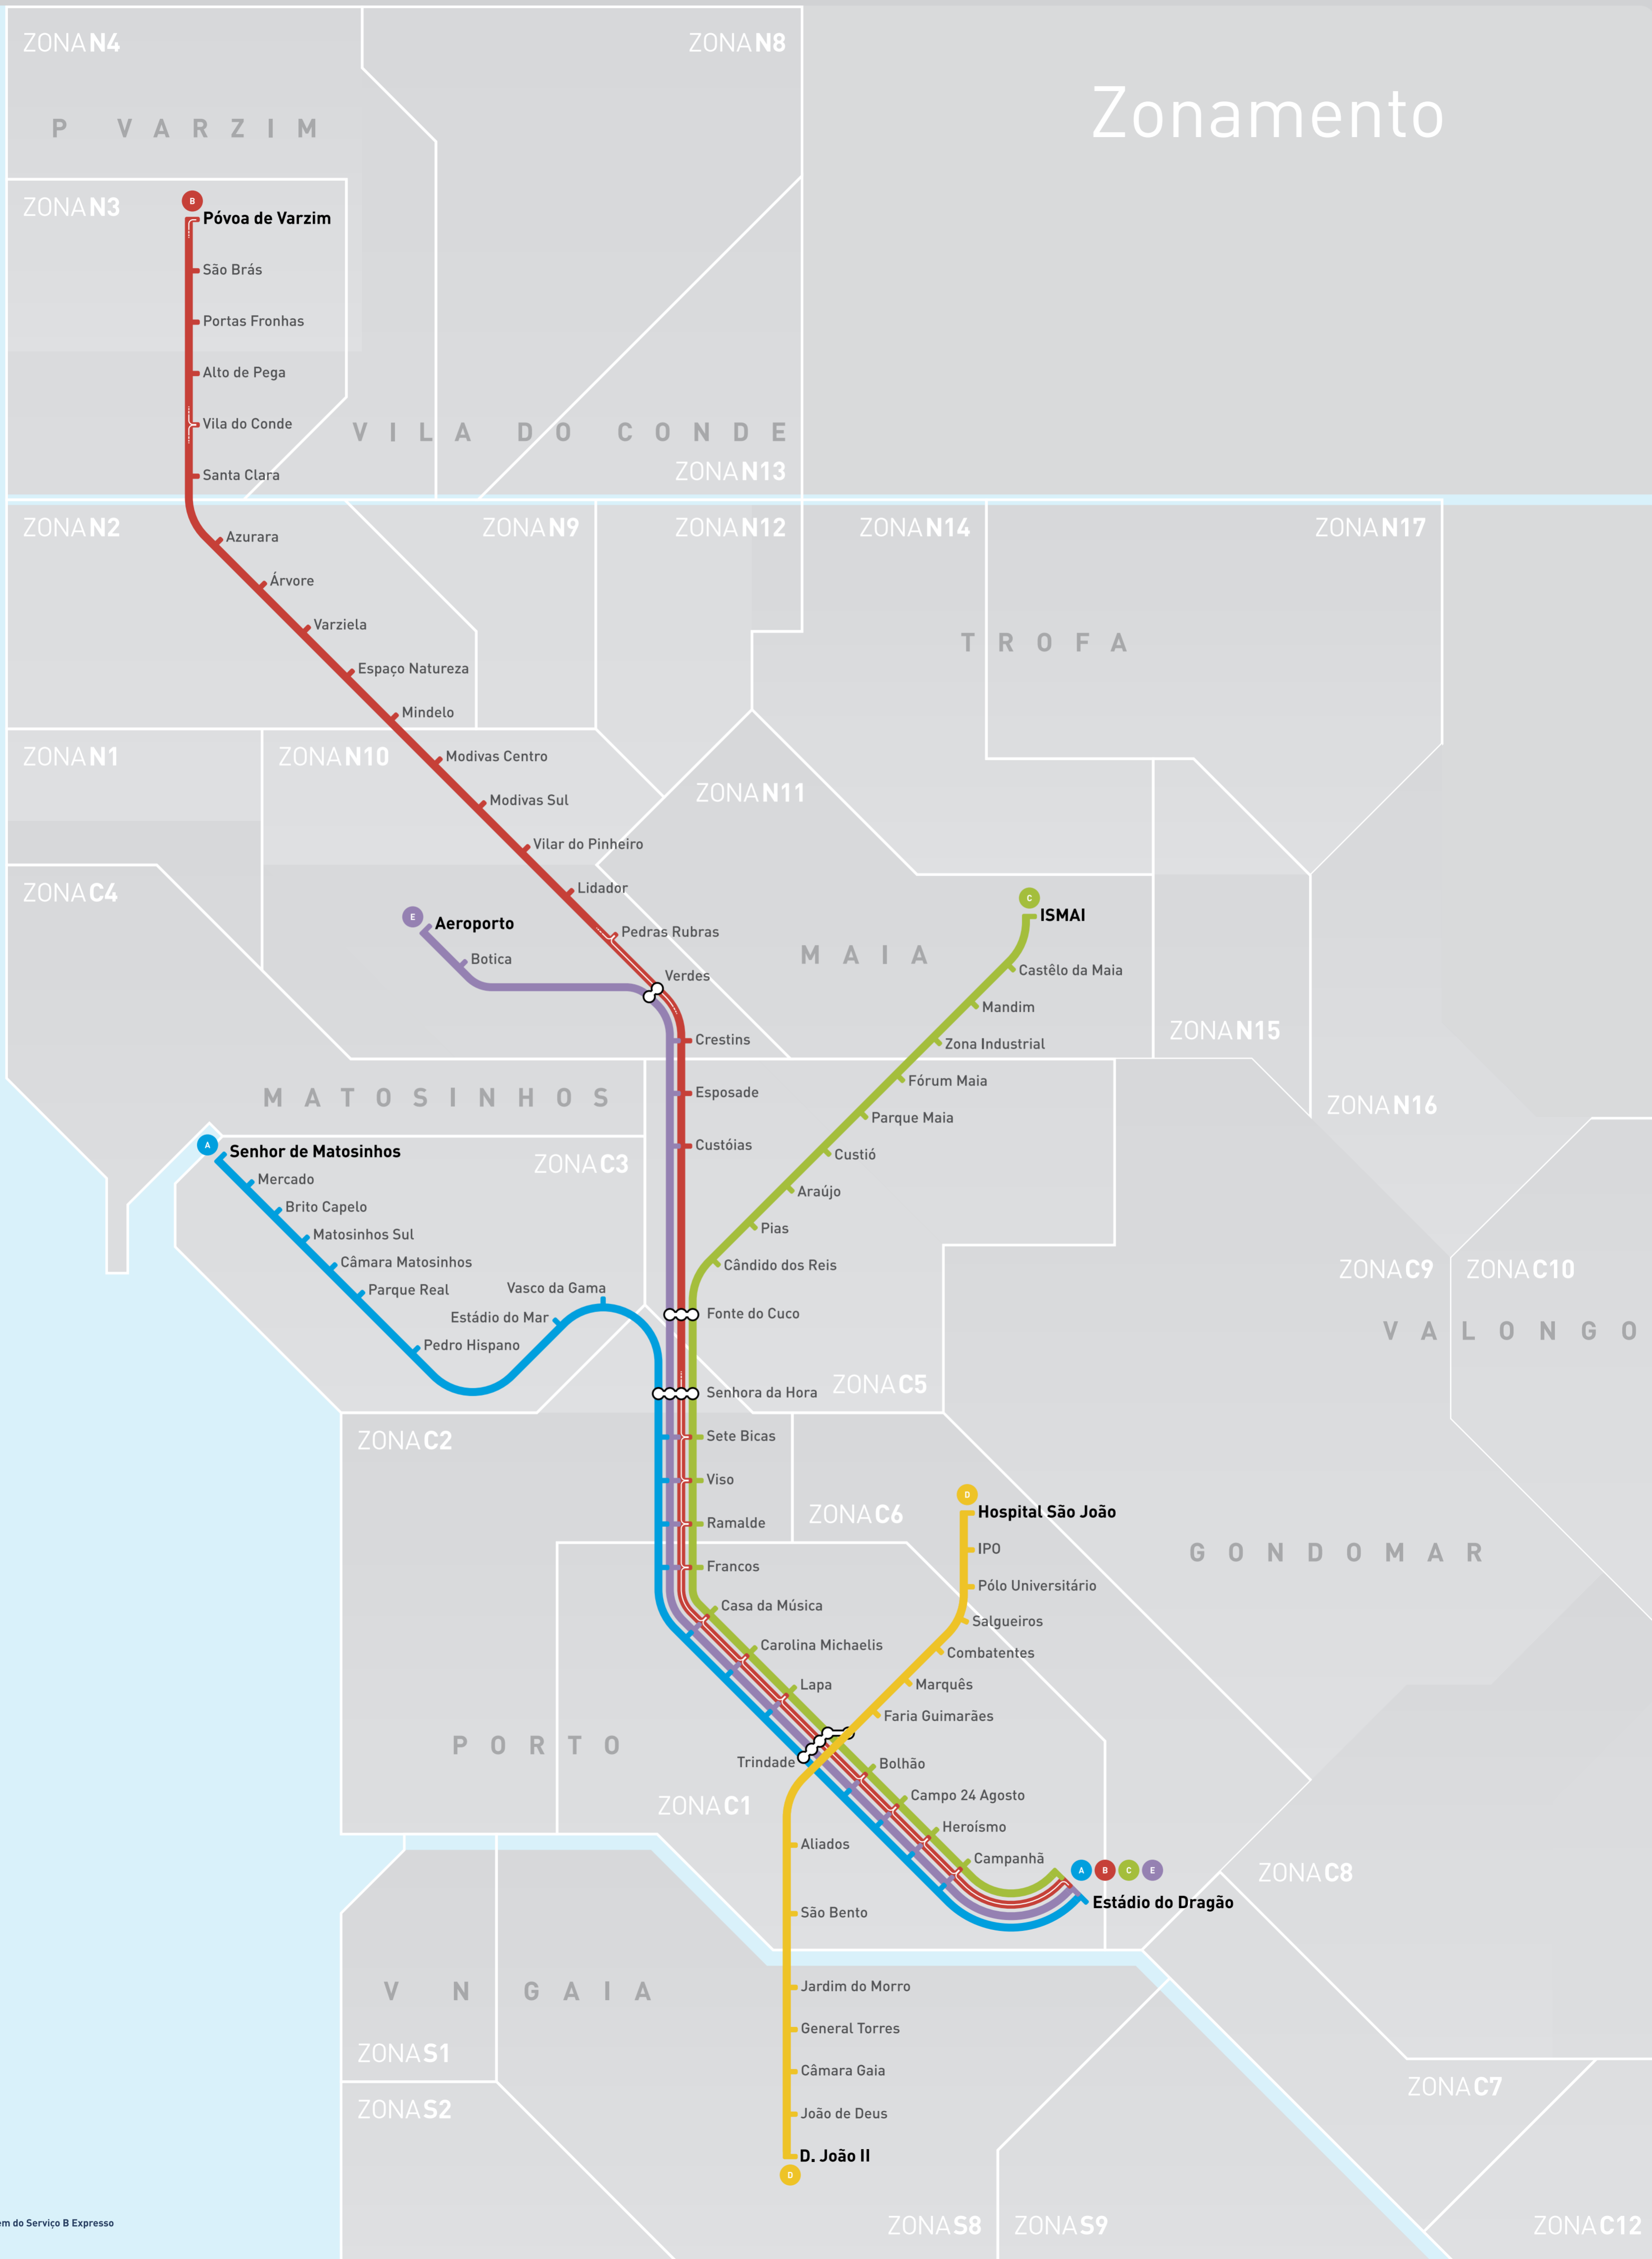 ZONA N4
ZONA N8
Zonamento
P VARZIM
ZONA N3
B
Póvoa de Varzim
São Brás
Portas Fronhas
Alto de Pega
Vila do Conde
VILA DO CONDE
ZONA N13
Santa Clara
ZONA N2
ZONA N9
ZONA N12
ZONA N14
ZONA N17
Azurara
Árvore
Varziela
TROFA
Espaço Natureza
Mindelo
ZONA N1
ZONA N10
Modivas Centro
ZONA N11
Modivas Sul
Vilar do Pinheiro
ZONA C4
Lidador
C
ISMAI
E
Aeroporto
Pedras Rubras
MAIA
Botica
Verdes
Castêlo da Maia
Mandim
ZONA N15
Crestins
Zona Industrial
Fórum Maia
MATOSINHOS
Esposade
ZONA N16
Parque Maia
A
Senhor de Matosinhos
Custóias
Custió
ZONA C3
Mercado
Araújo
Brito Capelo
Pias
Matosinhos Sul
Câmara Matosinhos
Cândido dos Reis
ZONA C9
ZONA C10
Parque Real
Vasco da Gama
Estádio do Mar
Fonte do Cuco
VALONGO
Pedro Hispano
Senhora da Hora
ZONA C5
ZONA C2
Sete Bicas
Viso
D
Hospital São João
ZONA C6
Ramalde
IPO
GONDOMAR
Francos
Pólo Universitário
Casa da Música
Salgueiros
Carolina Michaelis
Combatentes
Lapa
Marquês
Faria Guimarães
PORTO
Trindade
Bolhão
Campo 24 Agosto
ZONA C1
Heroísmo
Aliados
Campanhã
A B C E
ZONA C8
Estádio do Dragão
São Bento
Jardim do Morro
V N GAIA
General Torres
ZONA S1
Câmara Gaia
ZONA C7
ZONA S2
João de Deus
D. João II
D
em do Serviço B Expresso
ZONA S8
ZONA S9
ZONA C12